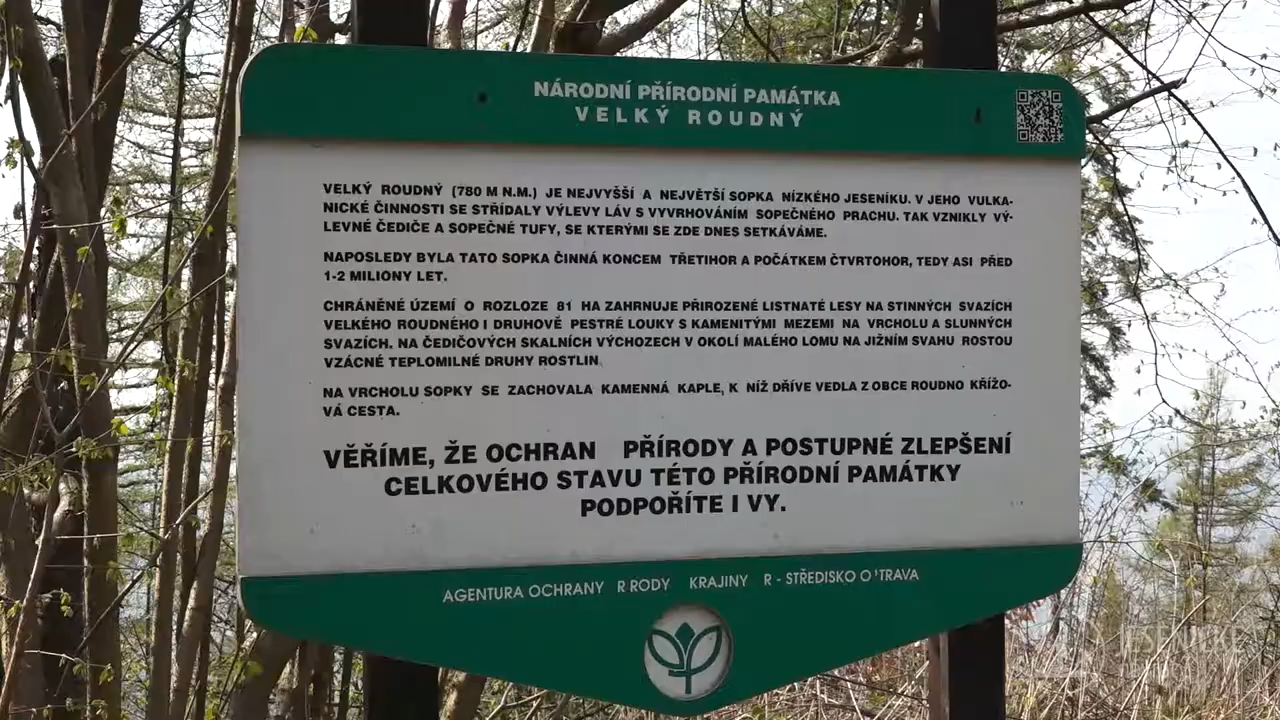 NÁRODNÍ PŘÍRODNÍ PAMÁTKA
VELKÝ ROUDNÝ
VELKÝ ROUDNÝ (780 M N.M.) JE NEJVYŠŠÍ A NEJVĚTŠÍ SOPKA NÍZKÉHO JESENÍKU. V JEHO VULKA-
NICKÉ ČINNOSTI SE STŘÍDALY VÝLEVY LÁV S VYVRHOVÁNÍM SOPEČNÉHO PRACHU. TAK VZNIKLY VÝ-
LEVNÉ ČEDIČE A SOPEČNÉ TUFY, SE KTERÝMI SE ZDE DNES SETKÁVÁME.
NAPOSLEDY BYLA TATO SOPKA ČINNÁ KONCEM TŘETIHOR A POČÁTKEM ČTVRTOHOR, TEDY ASI PŘED
1-2 MILIONY LET.
CHRÁNĚNÉ ÚZEMÍ O ROZLOZE 81 HA ZAHRNUJE PŘIROZENÉ LISTNATÉ LESY NA STINNÝCH SVAZÍCH
VELKÉHO ROUDNÉHO I DRUHOVĚ PESTRÉ LOUKY S KAMENITÝMI MEZEMI NA VRCHOLU A SLUNNÝCH
SVAZÍCH. NA ČEDIČOVÝCH SKALNÍCH VÝCHOZECH V OKOLÍ MALÉHO LOMU NA JIŽNÍM SVAHU ROSTOU
VZÁCNÉ TEPLOMILNÉ DRUHY ROSTLIN
NA VRCHOLU SOPKY SE ZACHOVALA KAMENNÁ KAPLE, K NÍŽ DŘÍVE VEDLA Z OBCE ROUDNO KŘÍŽO-
VÁ CESTA.
VĚŘÍME, ŽE OCHRAN PŘÍRODY A POSTUPNÉ ZLEPŠENÍ
CELKOVÉHO STAVU TÉTO PŘÍRODNÍ PAMÁTKY
PODPOŘÍTE I VY.
AGENTURA OCHRANY R RODY KRAJINY R - STŘEDISKO O'TRAVA